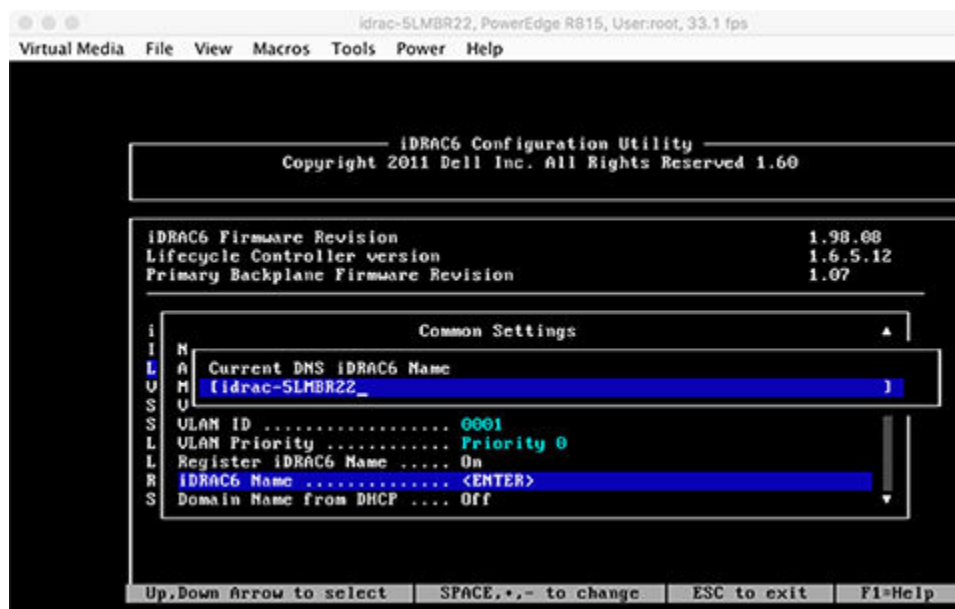 idrac-5LMBR22, PowerEdge R815, User:root, 33.1 fps
Virtual Media File View Macros Tools Power Help
iDRAC6 Configuration Utility
Copyright 2011 Dell Inc. All Rights Reserved 1.60
iDRAC6 Firmware Revision 1.98.08
Lifecycle Controller version 1.6.5.12
Primary Backplane Firmware Revision 1.07
i Common Settings ▲
I N
L A Current DNS iDRAC6 Name
V M [idrac-5LMBR22_ ]
S V
S VLAN ID .................. 0001
L VLAN Priority ............ Priority 0
L Register iDRAC6 Name ..... On
R iDRAC6 Name .............. <ENTER>
S Domain Name from DHCP .... Off ▼
Up,Down Arrow to select SPACE,+,- to change ESC to exit F1=Help